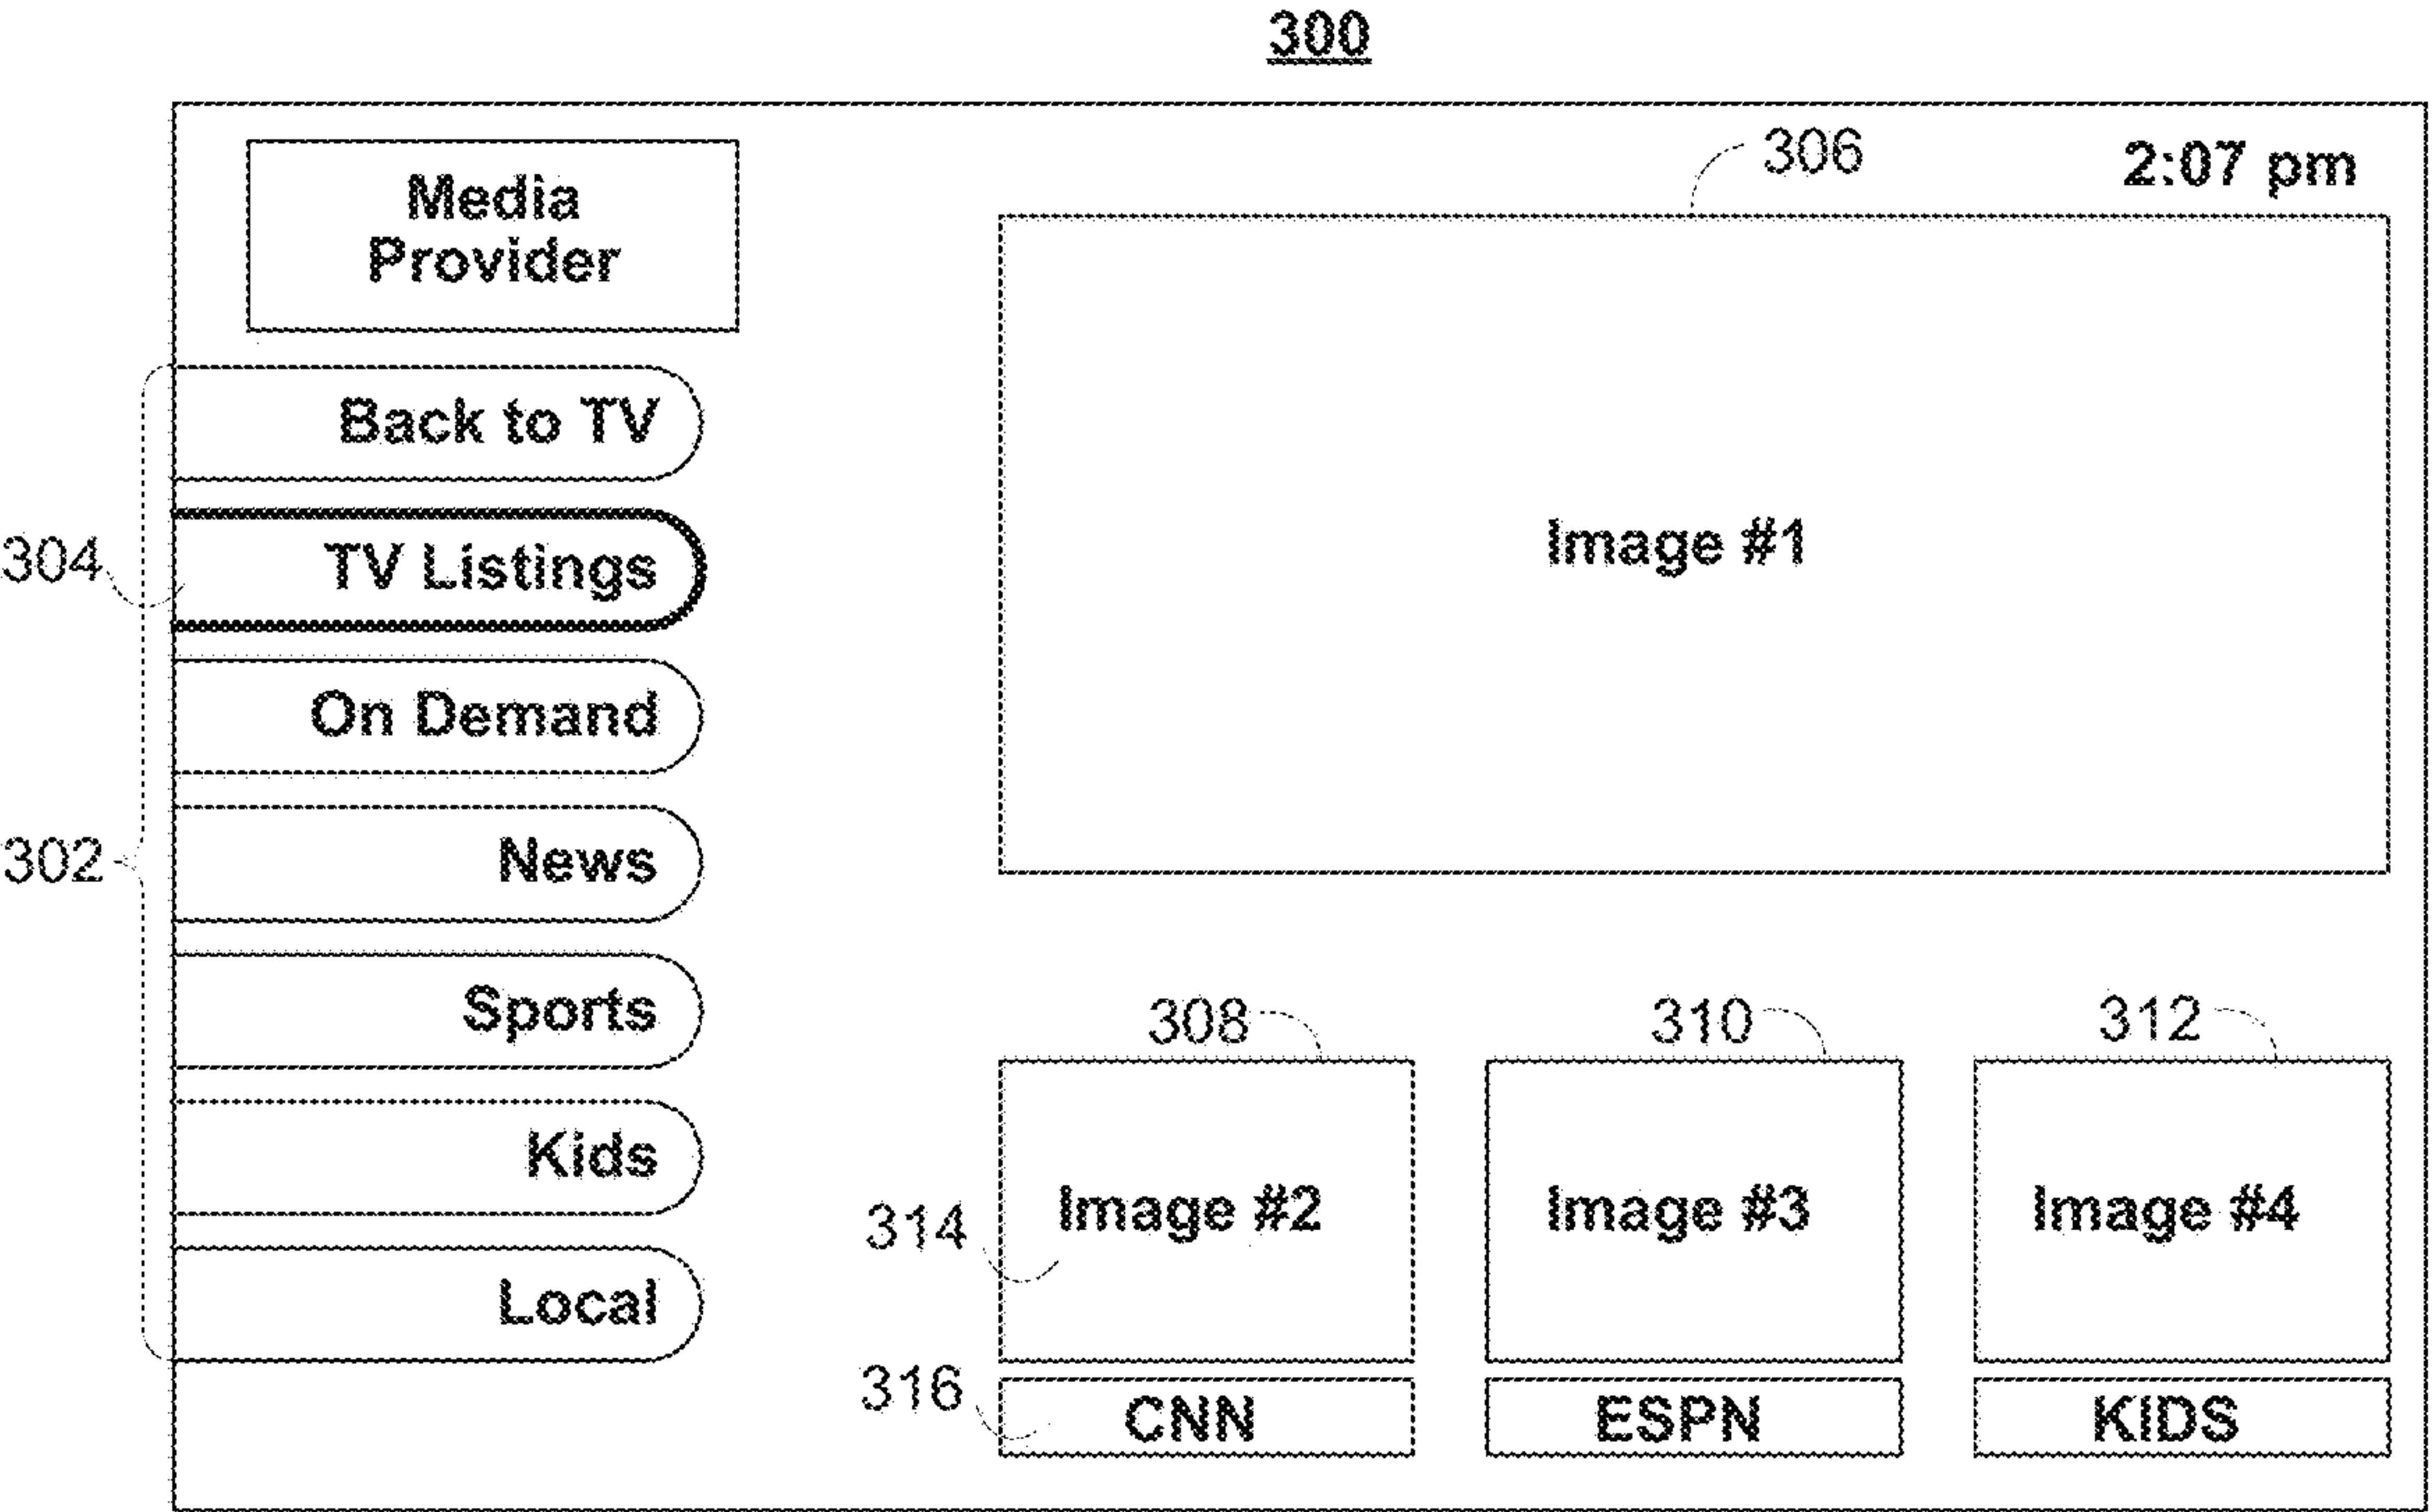 300
306
2:07 pm
Media
Provider
Back to TV
304
TV Listings
Image #1
On Demand
302
News
Sports
308
310
312
Kids
314
Image #2
Image #3
Image #4
Local
316
CNN
ESPN
KIDS